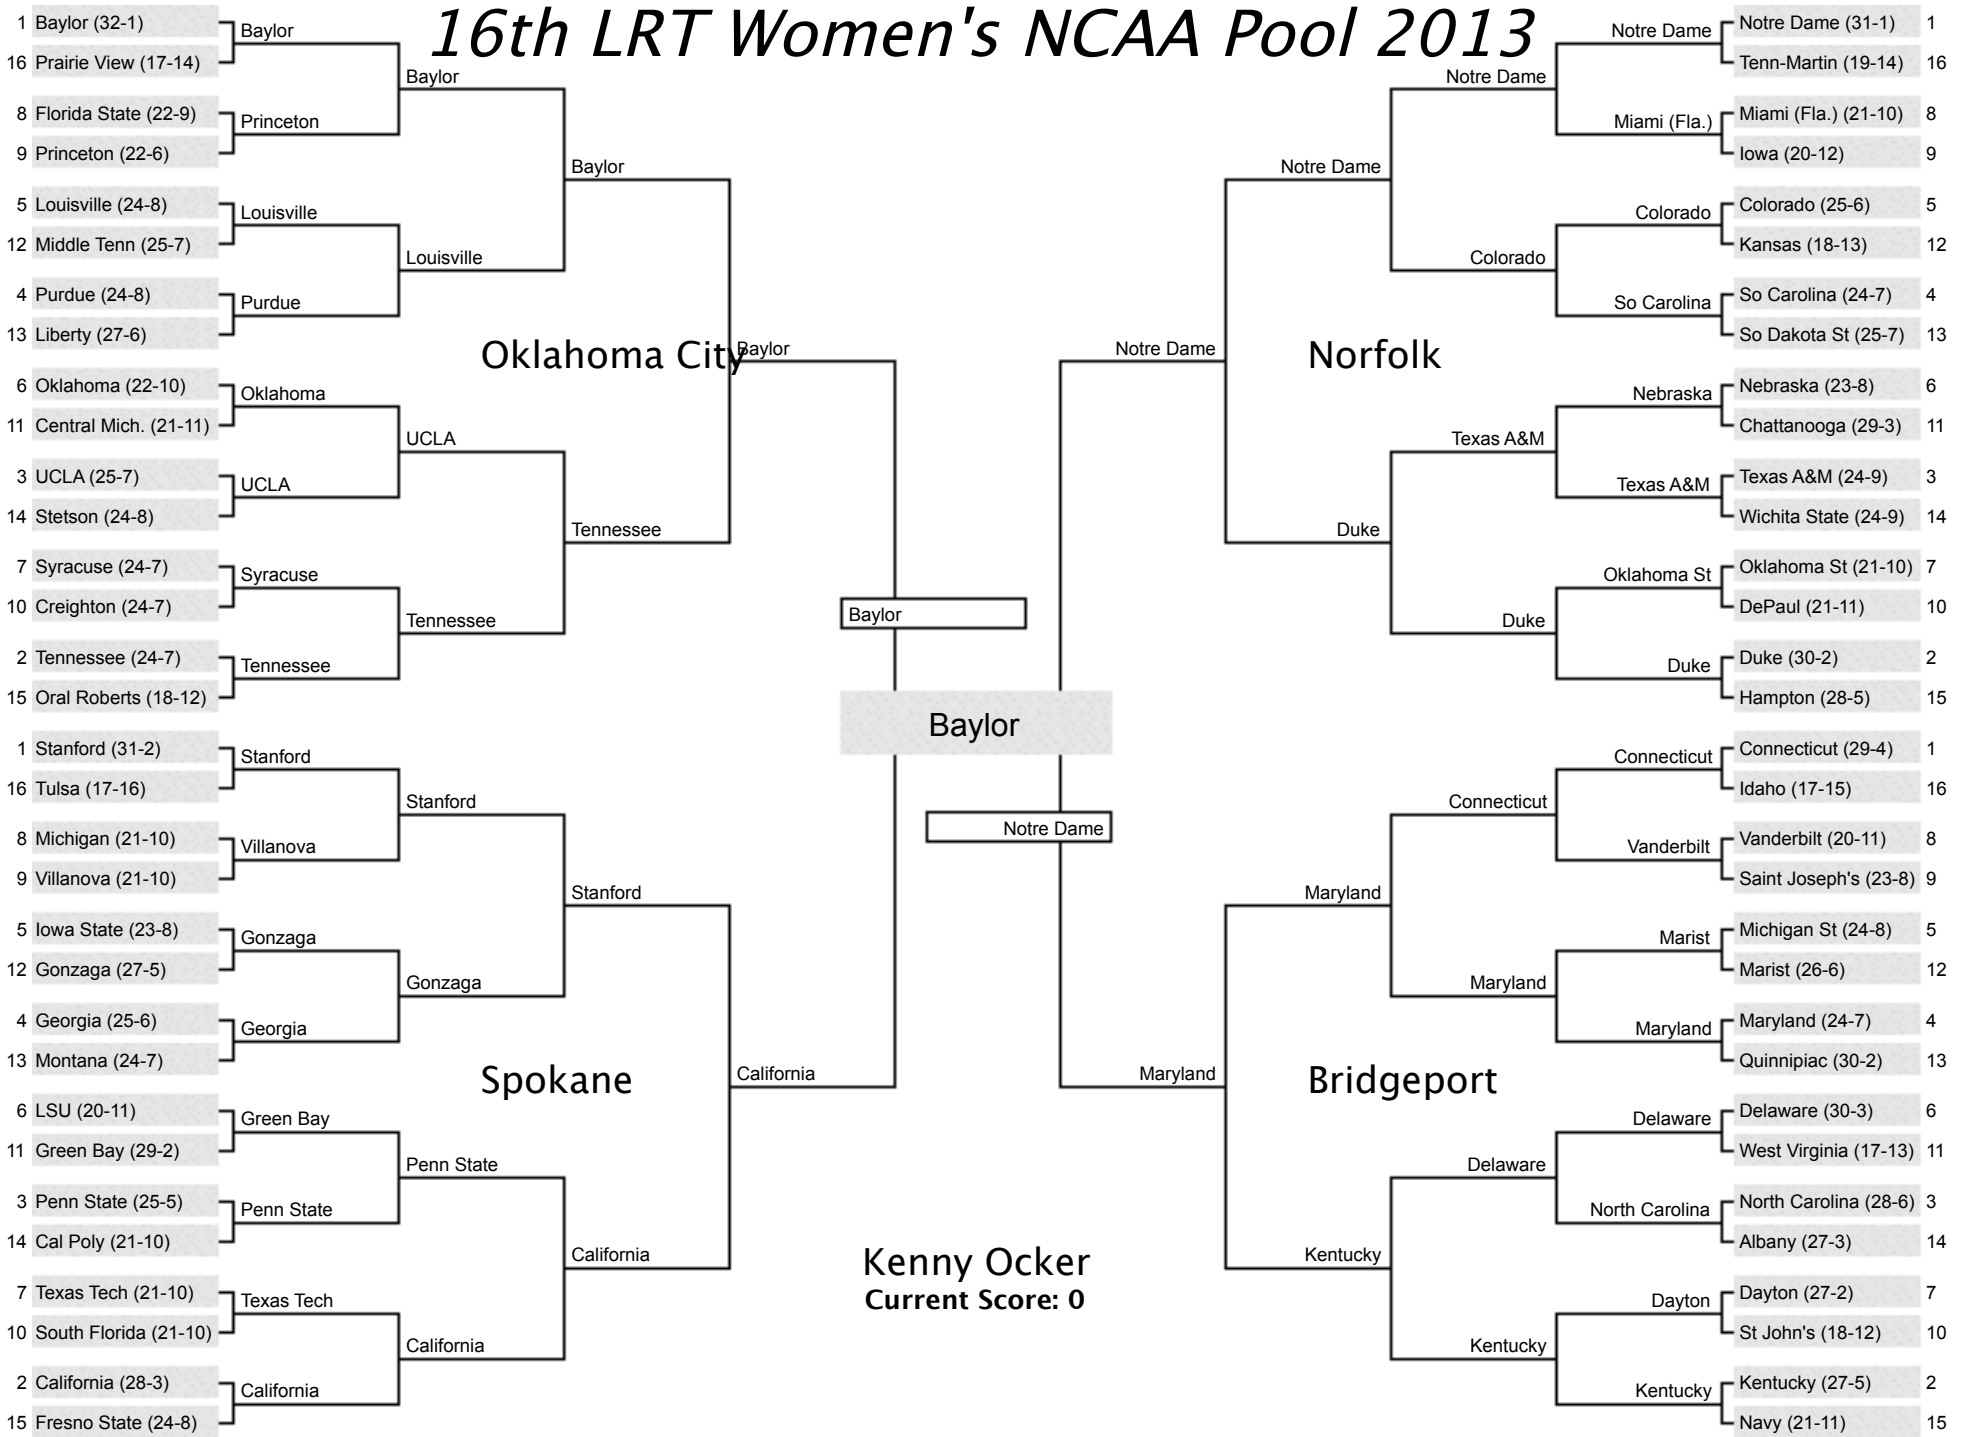 16th LRT Women's NCAA Pool 2013
1 Baylor (32-1)
Baylor
16 Prairie View (17-14)
Baylor
8 Florida State (22-9)
Princeton
9 Princeton (22-6)
Baylor
5 Louisville (24-8)
Louisville
12 Middle Tenn (25-7)
Louisville
4 Purdue (24-8)
Purdue
13 Liberty (27-6)
Oklahoma City
Baylor
6 Oklahoma (22-10)
Oklahoma
11 Central Mich. (21-11)
UCLA
3 UCLA (25-7)
UCLA
14 Stetson (24-8)
Tennessee
7 Syracuse (24-7)
Syracuse
10 Creighton (24-7)
Tennessee
2 Tennessee (24-7)
Tennessee
15 Oral Roberts (18-12)
1 Stanford (31-2)
Stanford
16 Tulsa (17-16)
Stanford
8 Michigan (21-10)
Villanova
9 Villanova (21-10)
Stanford
5 Iowa State (23-8)
Gonzaga
12 Gonzaga (27-5)
Gonzaga
4 Georgia (25-6)
Georgia
13 Montana (24-7)
Spokane
California
6 LSU (20-11)
Green Bay
11 Green Bay (29-2)
Penn State
3 Penn State (25-5)
Penn State
14 Cal Poly (21-10)
California
7 Texas Tech (21-10)
Texas Tech
10 South Florida (21-10)
California
2 California (28-3)
California
15 Fresno State (24-8)
Baylor
Baylor
Notre Dame
Kenny Ocker
Current Score: 0
Notre Dame (31-1) 1
Notre Dame
Tenn-Martin (19-14) 16
Notre Dame
Miami (Fla.) (21-10) 8
Miami (Fla.)
Iowa (20-12) 9
Notre Dame
Colorado (25-6) 5
Colorado
Kansas (18-13) 12
Colorado
So Carolina (24-7) 4
So Carolina
So Dakota St (25-7) 13
Notre Dame
Norfolk
Nebraska (23-8) 6
Nebraska
Chattanooga (29-3) 11
Texas A&M
Texas A&M (24-9) 3
Texas A&M
Wichita State (24-9) 14
Duke
Oklahoma St (21-10) 7
Oklahoma St
DePaul (21-11) 10
Duke
Duke (30-2) 2
Duke
Hampton (28-5) 15
Connecticut (29-4) 1
Connecticut
Idaho (17-15) 16
Connecticut
Vanderbilt (20-11) 8
Vanderbilt
Saint Joseph's (23-8) 9
Maryland
Michigan St (24-8) 5
Marist
Marist (26-6) 12
Maryland
Maryland (24-7) 4
Maryland
Quinnipiac (30-2) 13
Maryland
Bridgeport
Delaware (30-3) 6
Delaware
West Virginia (17-13) 11
Delaware
North Carolina (28-6) 3
North Carolina
Albany (27-3) 14
Kentucky
Dayton (27-2) 7
Dayton
St John's (18-12) 10
Kentucky
Kentucky (27-5) 2
Kentucky
Navy (21-11) 15